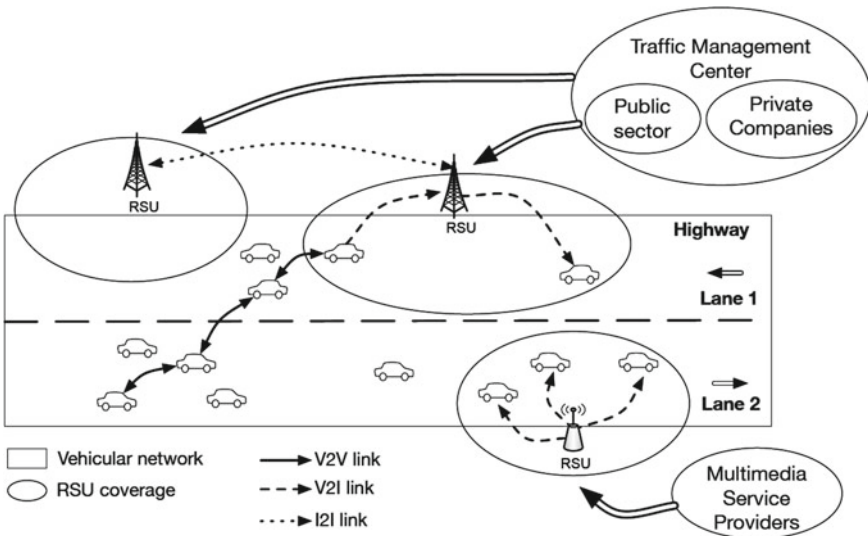 Traffic Management
Center
Public
sector
Private
Companies
RSU
RSU
Highway
Lane 1
Lane 2
RSU
Vehicular network
RSU coverage
V2V link
V2I link
I2I link
Multimedia
Service
Providers